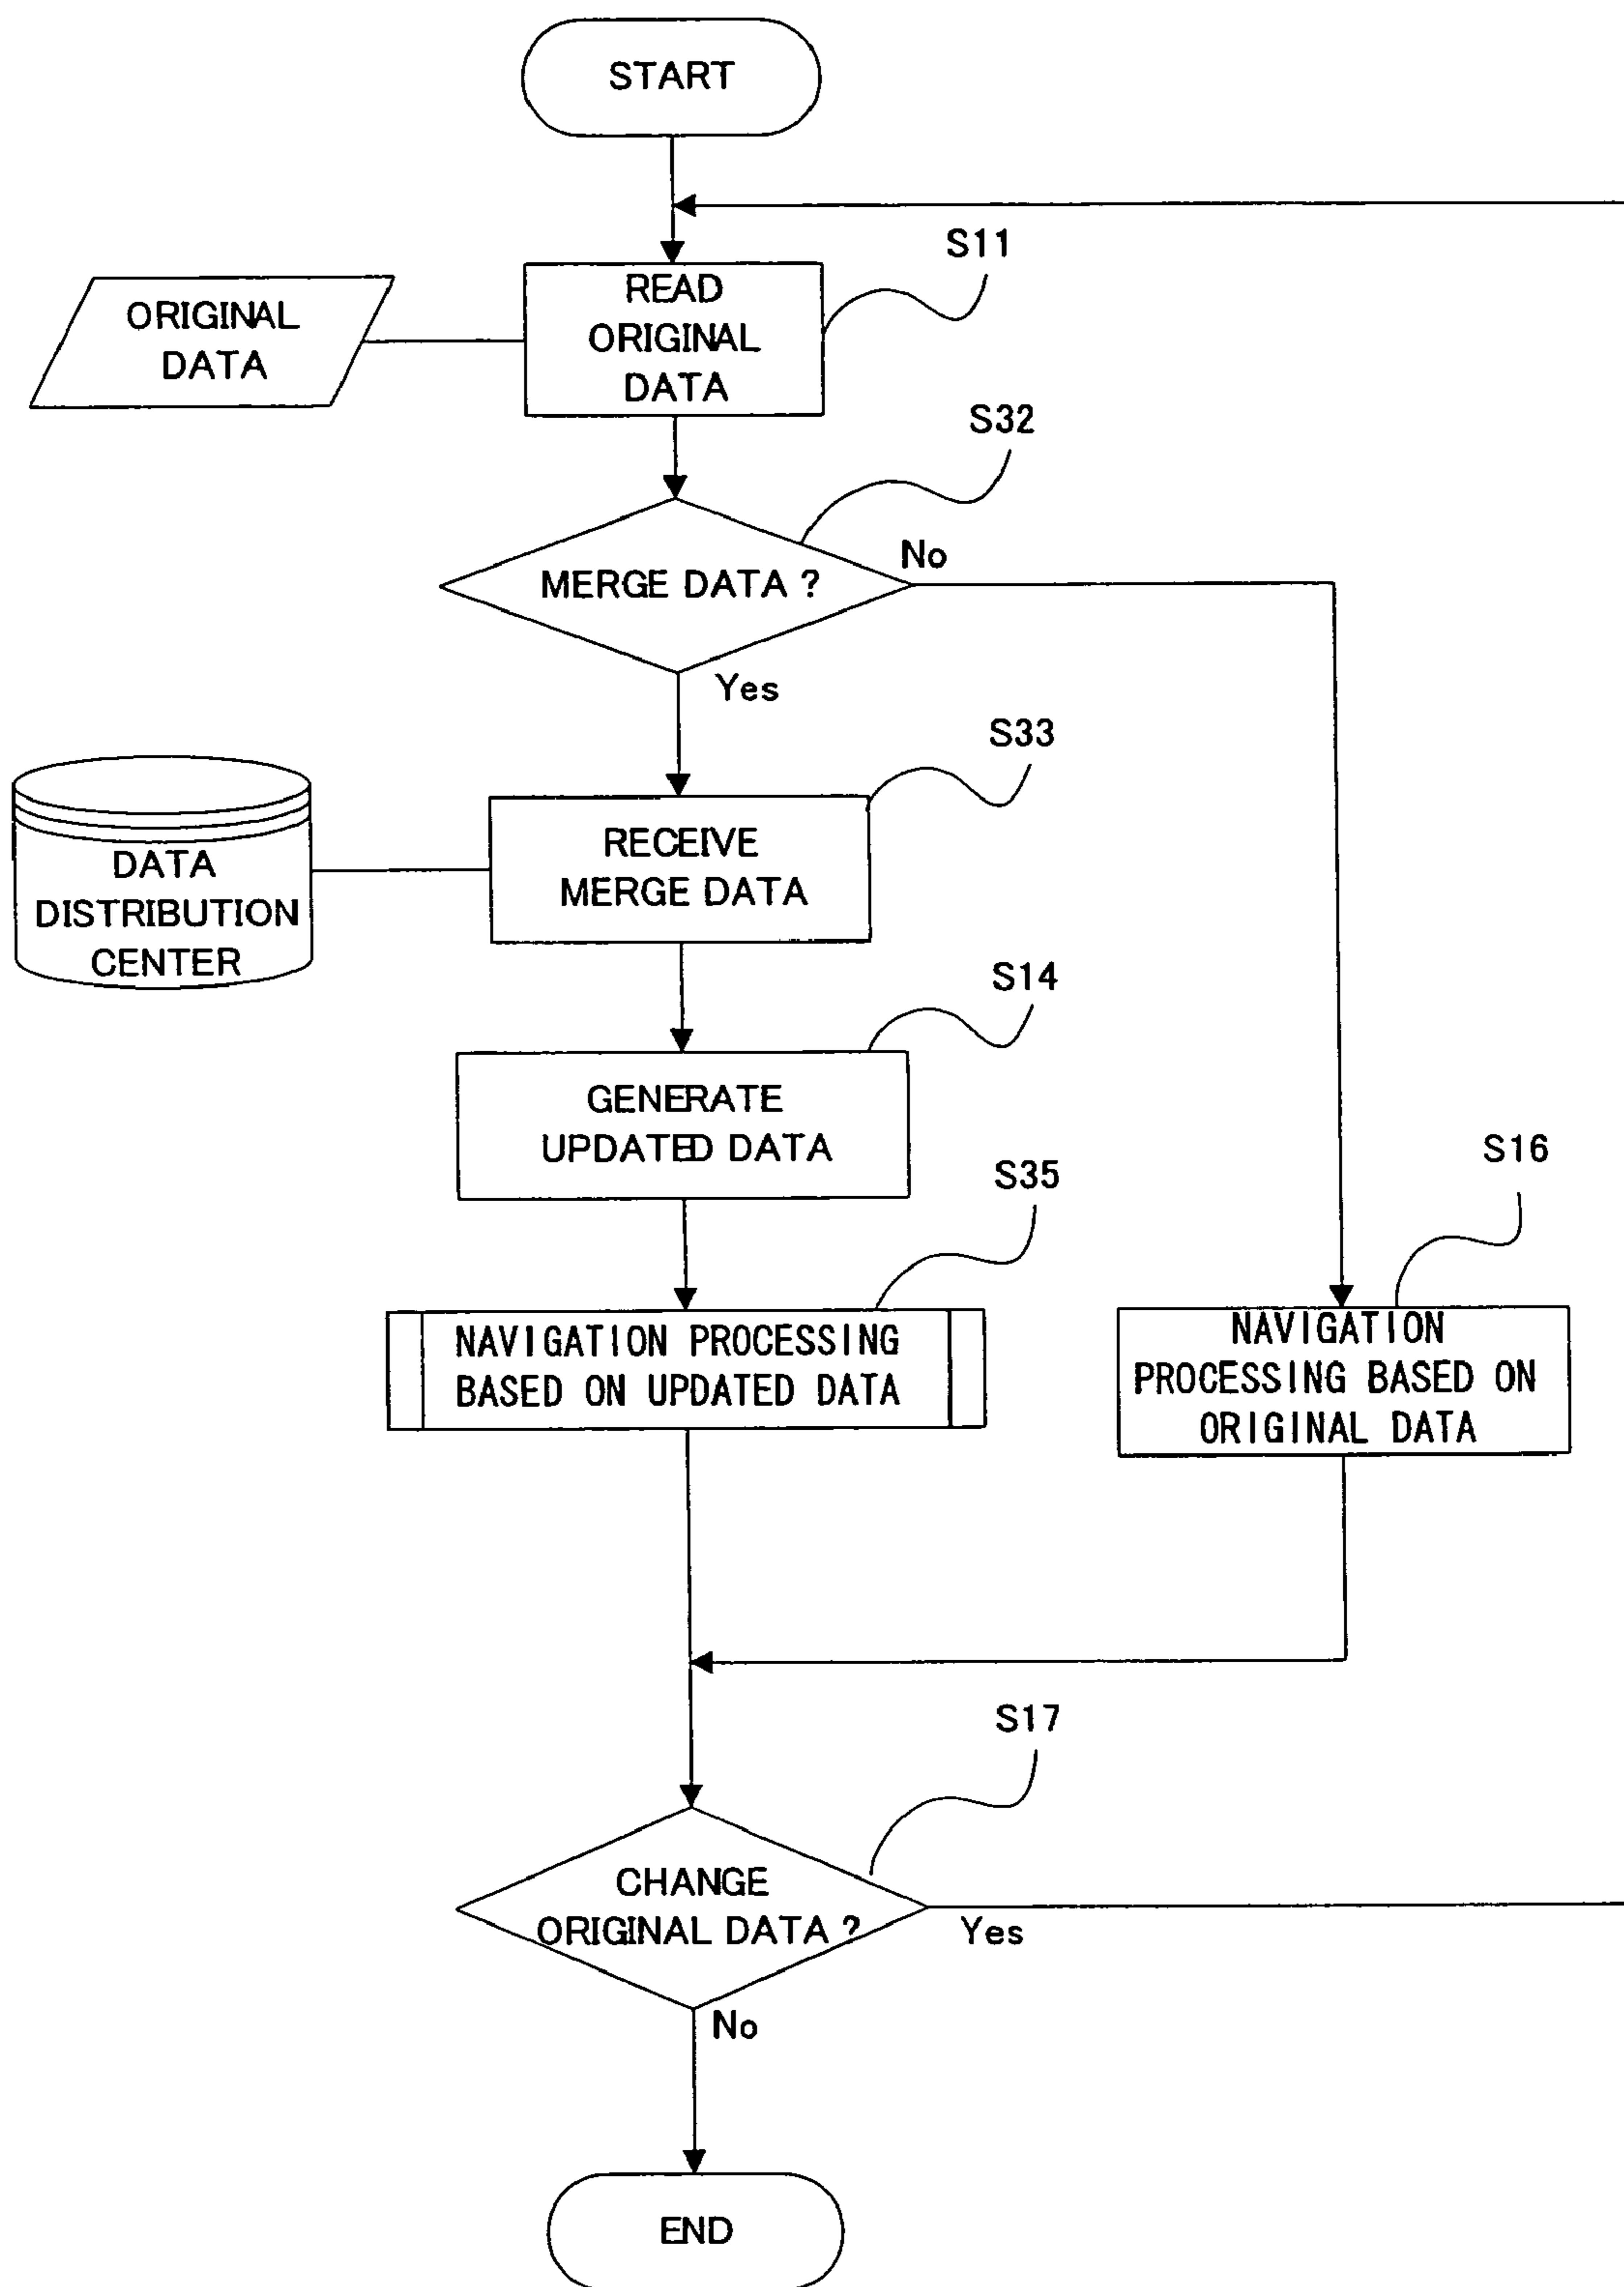 START
S11
READ
ORIGINAL
DATA
ORIGINAL
DATA
S32
MERGE DATA ?
No
Yes
S33
RECEIVE
MERGE DATA
DATA
DISTRIBUTION
CENTER
S14
GENERATE
UPDATED DATA
S35
NAVIGATION PROCESSING
BASED ON UPDATED DATA
S16
NAVIGATION
PROCESSING BASED ON
ORIGINAL DATA
S17
CHANGE
ORIGINAL DATA ?
Yes
No
END